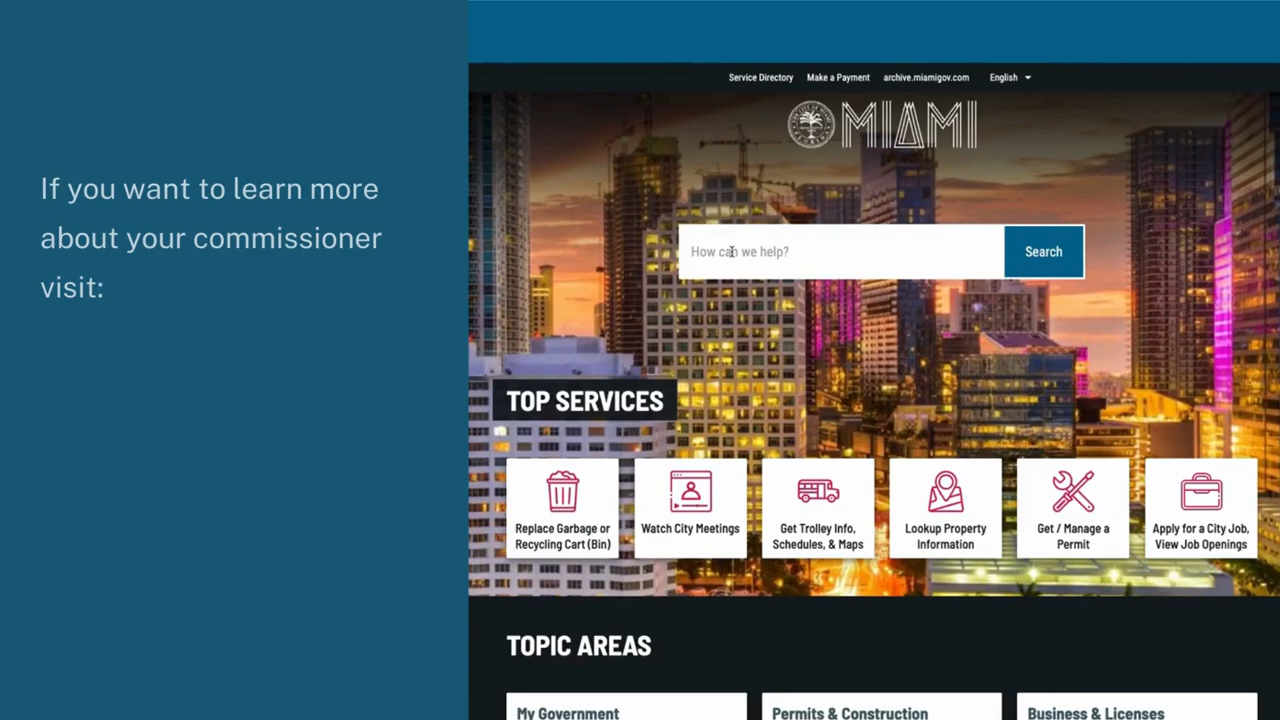 If you want to learn more
about your commissioner
visit:
Service Directory Make a Payment archive.miamigov.com English
MIAMI
How can we help? Search
TOP SERVICES
Replace Garbage or
Recycling Cart (Bin)
Watch City Meetings
Get Trolley Info,
Schedules, & Maps
Lookup Property
Information
Get / Manage a
Permit
Apply for a City Job,
View Job Openings
TOPIC AREAS
My Government Permits & Construction Business & Licenses